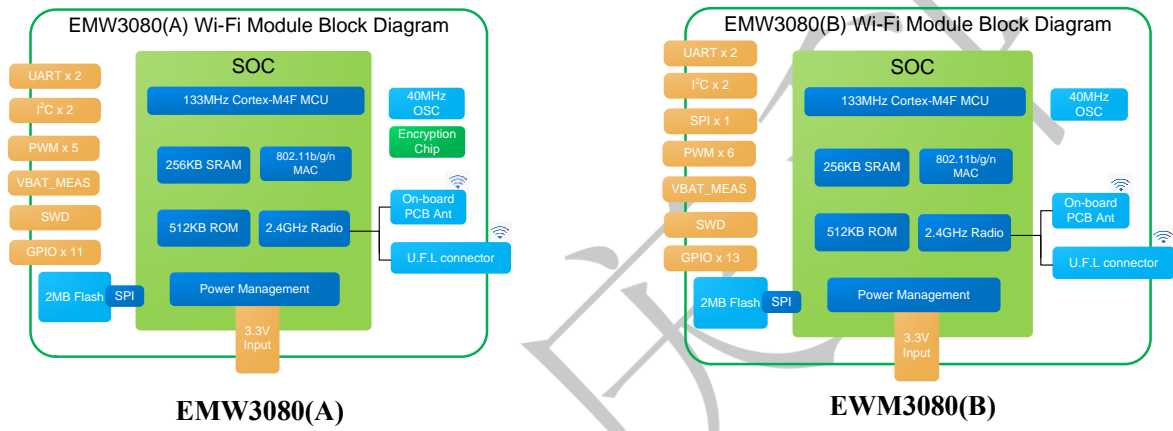 EMW3080(A) Wi-Fi Module Block Diagram
UART x 2
I²C x 2
PWM x 5
VBAT_MEAS
SWD
GPIO x 11
2MB Flash
SPI
SOC
133MHz Cortex-M4F MCU
256KB SRAM
802.11b/g/n
MAC
512KB ROM
2.4GHz Radio
Power Management
3.3V
Input
40MHz
OSC
Encryption
Chip
On-board
PCB Ant
U.F.L connector
EMW3080(A)
EMW3080(B) Wi-Fi Module Block Diagram
UART x 2
I²C x 2
SPI x 1
PWM x 6
VBAT_MEAS
SWD
GPIO x 13
2MB Flash
SPI
SOC
133MHz Cortex-M4F MCU
256KB SRAM
802.11b/g/n
MAC
512KB ROM
2.4GHz Radio
Power Management
3.3V
Input
40MHz
OSC
On-board
PCB Ant
U.F.L connector
EWM3080(B)